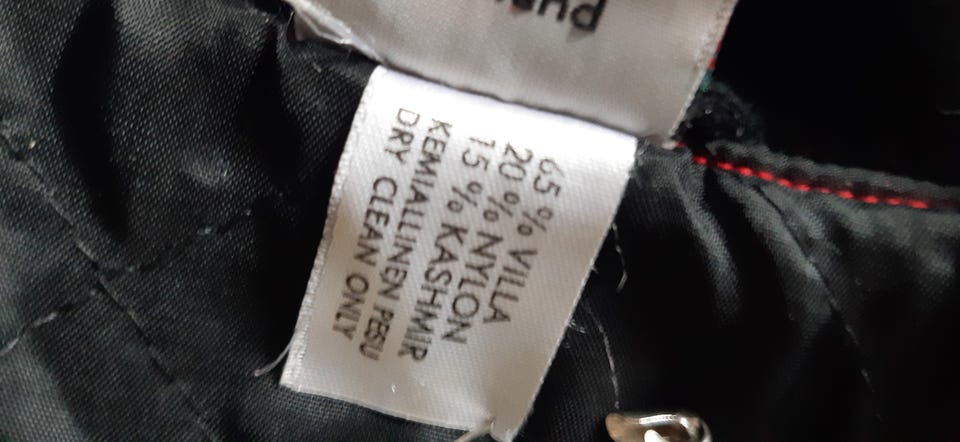 65 % VILLA
20 % NYLON
15 % KASHMIR
KEMIALLINEN PESU
DRY CLEAN ONLY